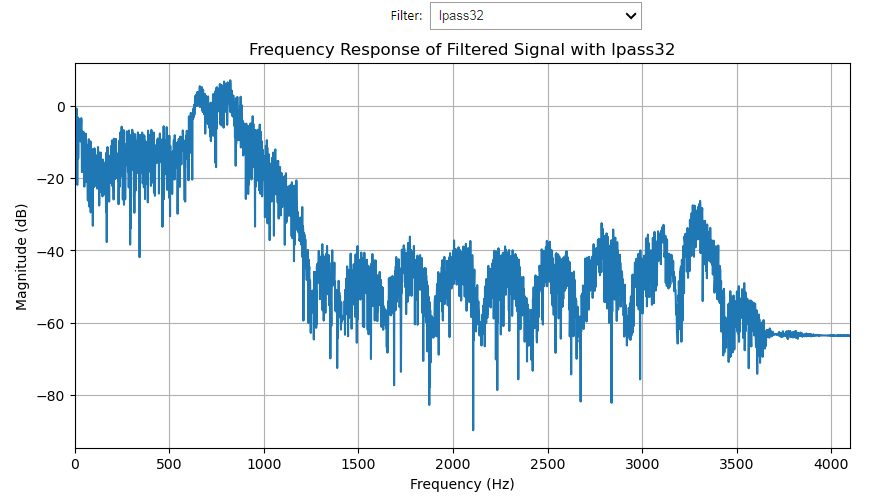 Filter: lpass32
Frequency Response of Filtered Signal with lpass32
0
−20
−40
−60
−80
Magnitude (dB)
0 500 1000 1500 2000 2500 3000 3500 4000
Frequency (Hz)